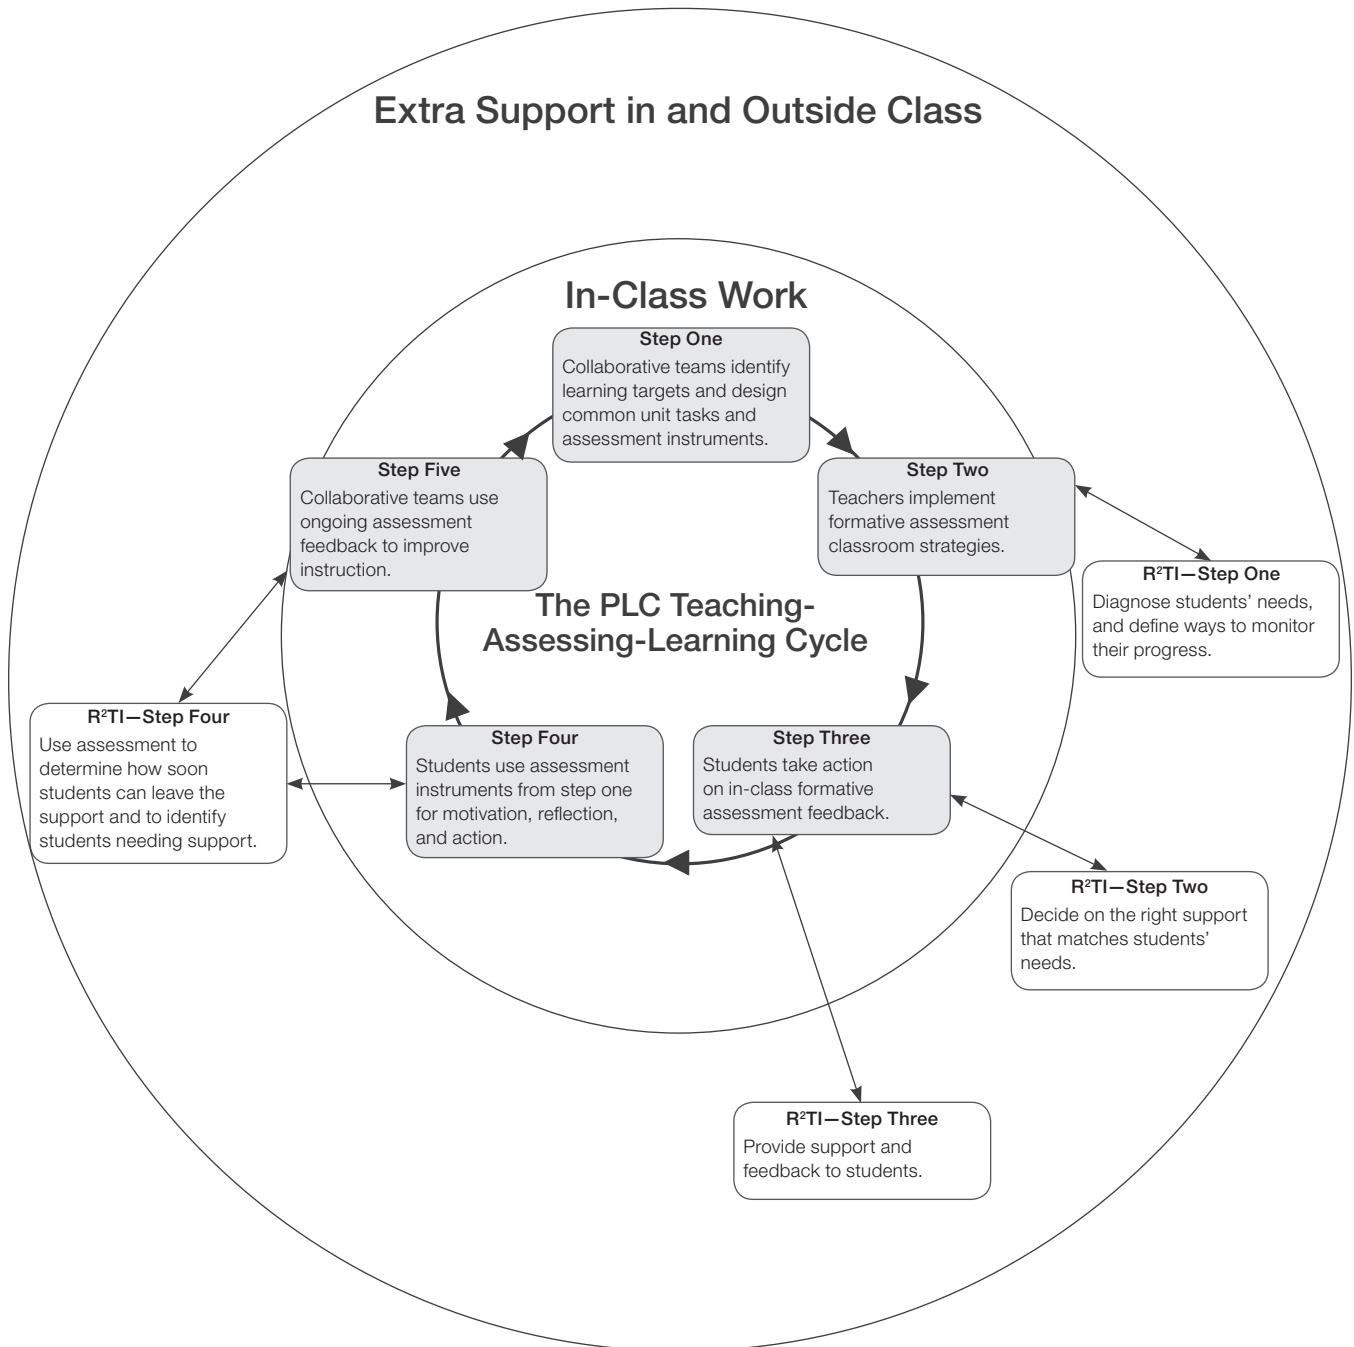 Extra Support in and Outside Class
In-Class Work
Step One
Collaborative teams identify
learning targets and design
common unit tasks and
assessment instruments.
Step Two
Teachers implement
formative assessment
classroom strategies.
Step Three
Students take action
on in-class formative
assessment feedback.
Step Four
Students use assessment
instruments from step one
for motivation, reflection,
and action.
Step Five
Collaborative teams use
ongoing assessment
feedback to improve
instruction.
The PLC Teaching-
Assessing-Learning Cycle
R²TI—Step One
Diagnose students’ needs,
and define ways to monitor
their progress.
R²TI—Step Two
Decide on the right support
that matches students’
needs.
R²TI—Step Three
Provide support and
feedback to students.
R²TI—Step Four
Use assessment to
determine how soon
students can leave the
support and to identify
students needing support.